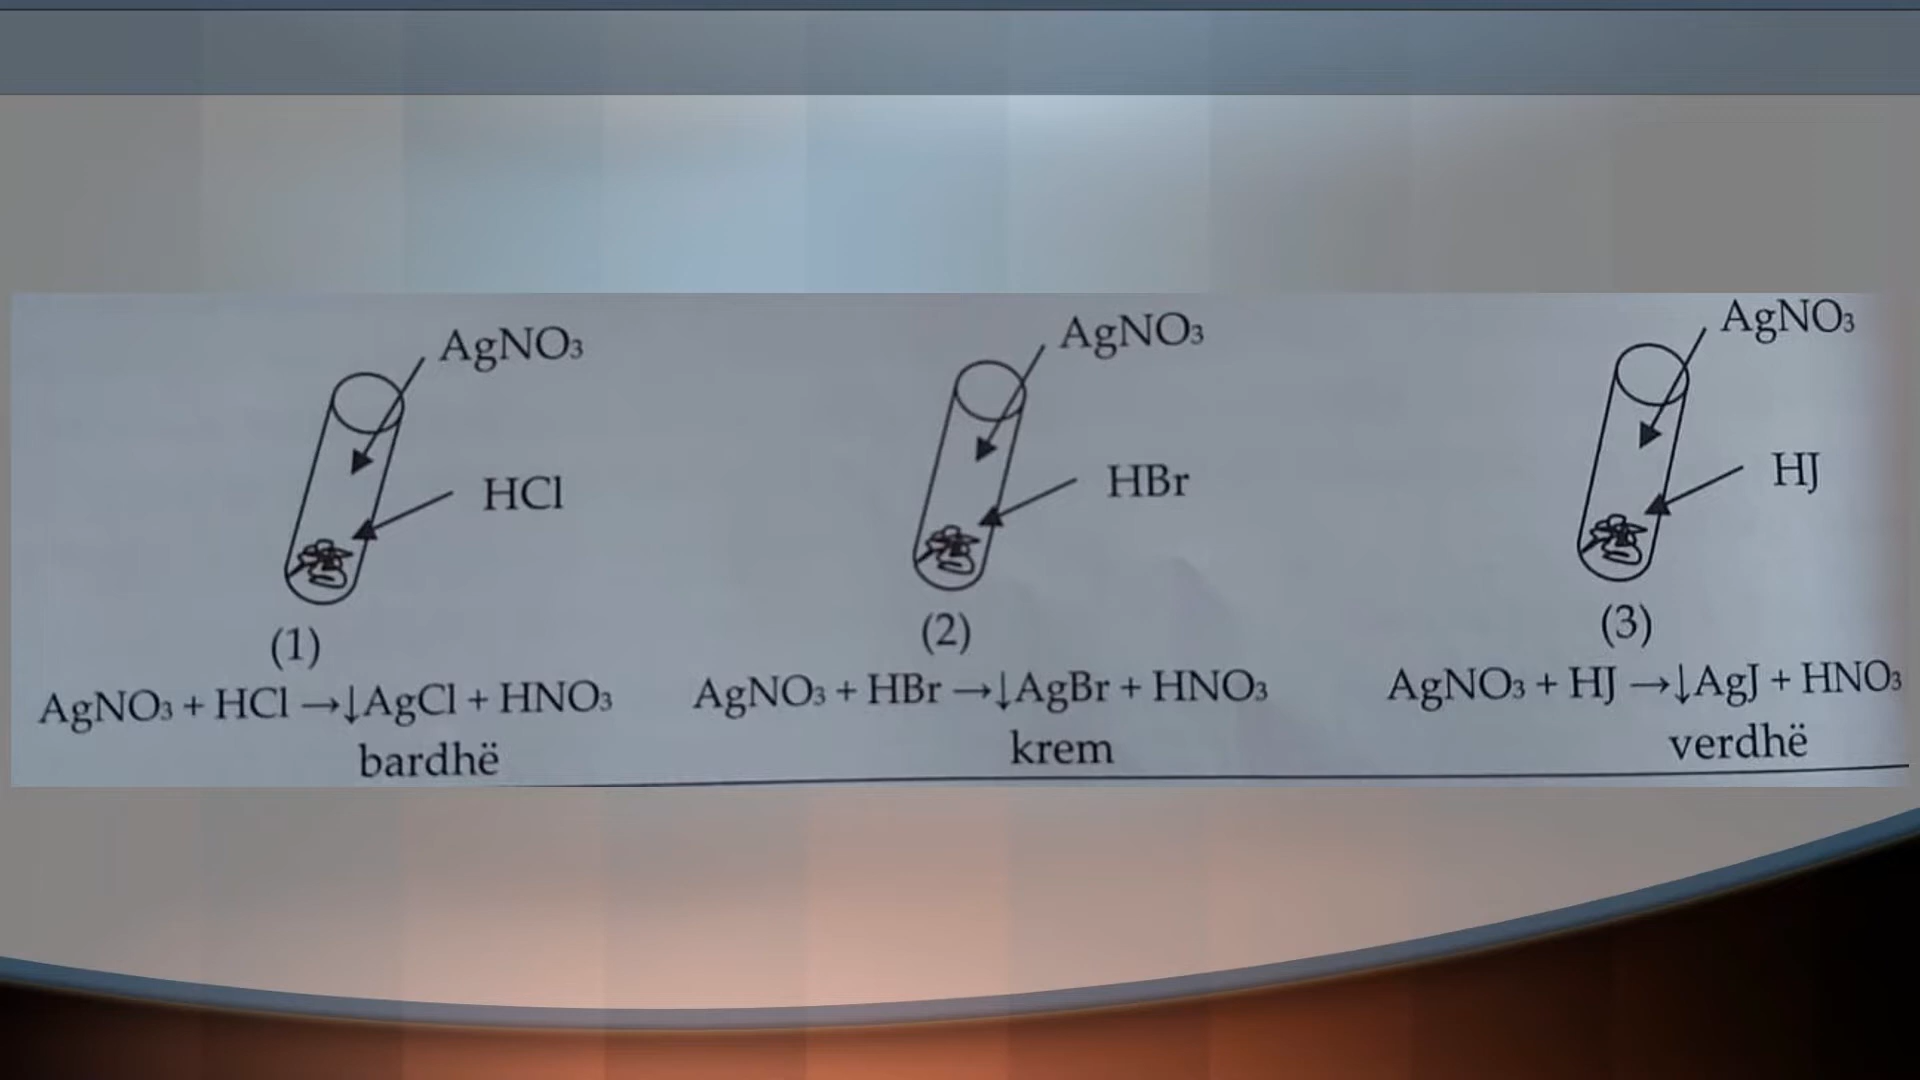 AgNO₃
HCl
(1)
AgNO₃ + HCl →↓AgCl + HNO₃
bardhë
AgNO₃
HBr
(2)
AgNO₃ + HBr →↓AgBr + HNO₃
krem
AgNO₃
HJ
(3)
AgNO₃ + HJ →↓AgJ + HNO₃
verdhë